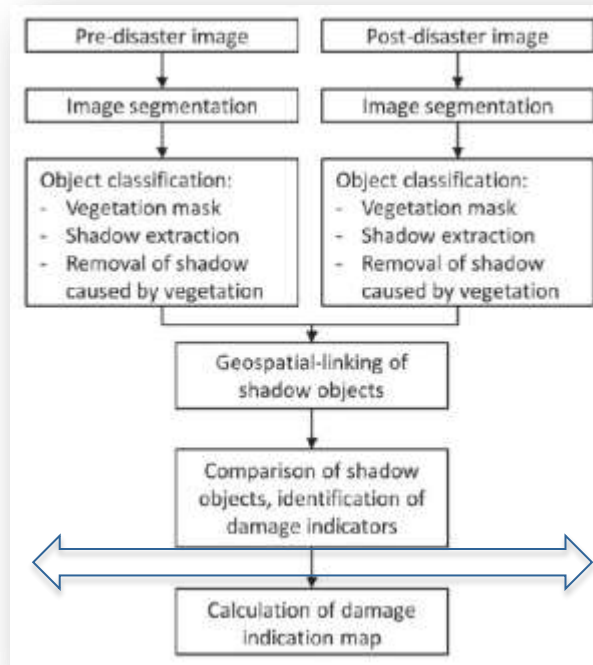 Pre-disaster image
Post-disaster image
Image segmentation
Image segmentation
Object classification:
- Vegetation mask
- Shadow extraction
- Removal of shadow
caused by vegetation
Object classification:
- Vegetation mask
- Shadow extraction
- Removal of shadow
caused by vegetation
Geospatial-linking of
shadow objects
Comparison of shadow
objects, identification of
damage indicators
Calculation of damage
indication map